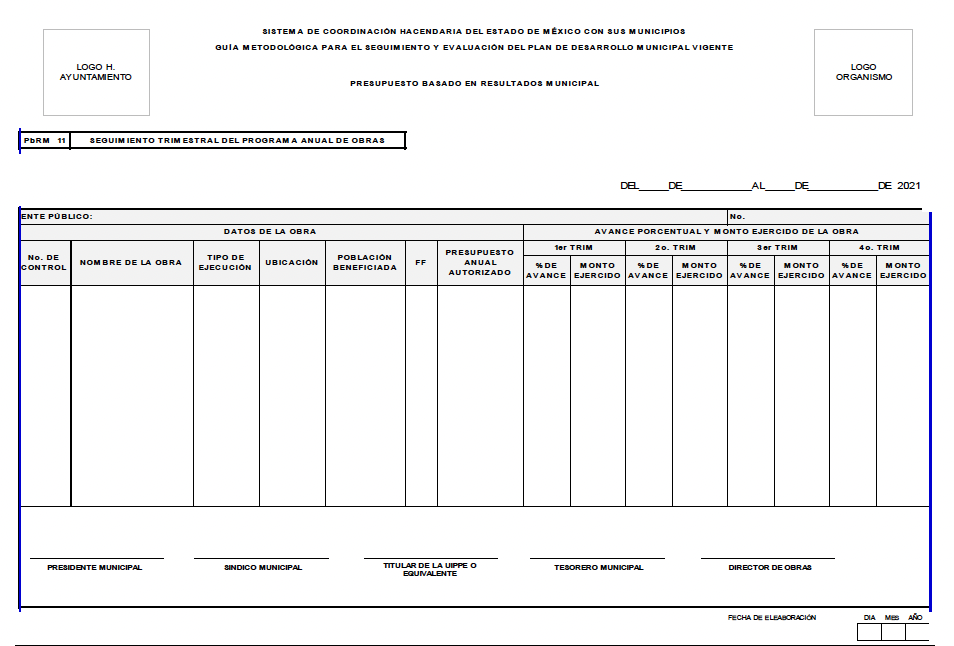 SISTEMA DE COORDINACIÓN HACENDARIA DEL ESTADO DE MÉXICO CON SUS MUNICIPIOS
GUÍA METODOLÓGICA PARA EL SEGUIMIENTO Y EVALUACIÓN DEL PLAN DE DESARROLLO MUNICIPAL VIGENTE
LOGO H.
AYUNTAMIENTO
LOGO
ORGANISMO
PRESUPUESTO BASADO EN RESULTADOS MUNICIPAL
PbRM 11 SEGUIMIENTO TRIMESTRAL DEL PROGRAMA ANUAL DE OBRAS
DEL_____DE____________AL_____DE____________DE 2021
ENTE PÚBLICO: No.
DATOS DE LA OBRA AVANCE PORCENTUAL Y MONTO EJERCIDO DE LA OBRA
No. DE
CONTROL
NOMBRE DE LA OBRA
TIPO DE
EJECUCIÓN
UBICACIÓN
POBLACIÓN
BENEFICIADA
FF
PRESUPUESTO
ANUAL
AUTORIZADO
1er TRIM 2o. TRIM 3er TRIM 4o. TRIM
% DE
AVANCE
MONTO
EJERCIDO
% DE
AVANCE
MONTO
EJERCIDO
% DE
AVANCE
MONTO
EJERCIDO
% DE
AVANCE
MONTO
EJERCIDO
PRESIDENTE MUNICIPAL
SINDICO MUNICIPAL
TITULAR DE LA UIPPE O
EQUIVALENTE
TESORERO MUNICIPAL
DIRECTOR DE OBRAS
FECHA DE ELEABORACIÓN DIA MES AÑO